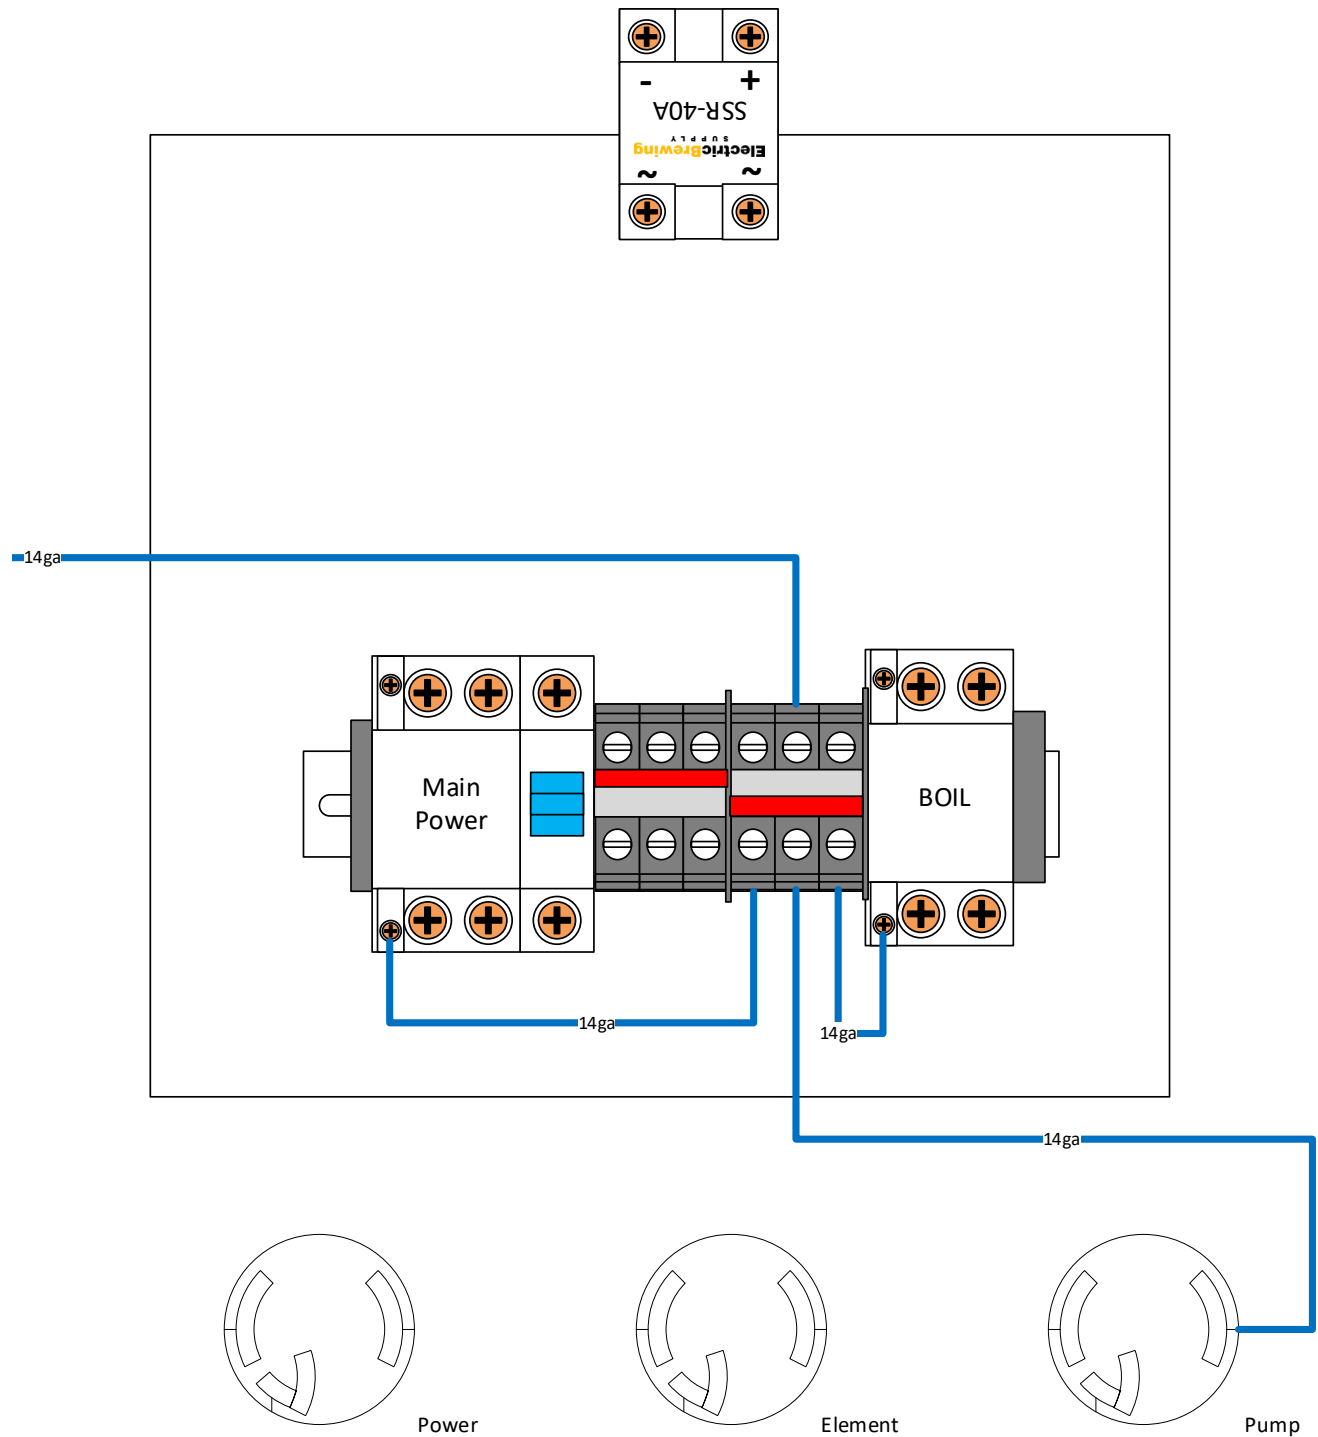 - +
SSR-40A
SUPPLY
ElectricBrewing
~ ~
14ga
Main
Power
BOIL
14ga
14ga
14ga
Power
Element
Pump